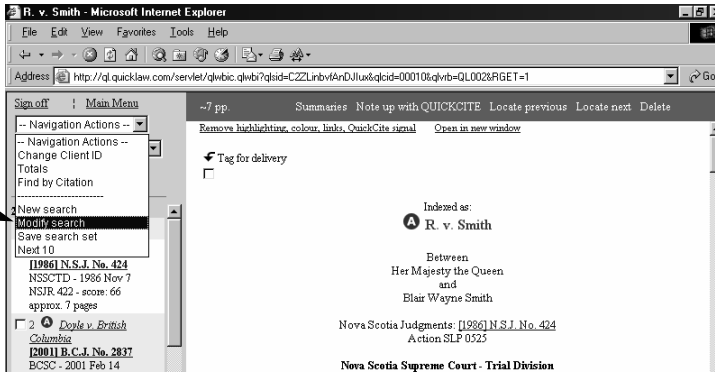 R. v. Smith - Microsoft Internet Explorer
File Edit View Favorites Tools Help
Address http://ql.quicklaw.com/servlet/qlwbic.qlwbi?qlsid=C2ZLinbvfAnDJIux&qlcid=00010&qlvrb=QL002&RGET=1 Go
Sign off ¦ Main Menu
-- Navigation Actions --
-- Navigation Actions --
Change Client ID
Totals
Find by Citation
-----------------------
New search
Modify search
Save search set
Next 10
[1986] N.S.J. No. 424
NSSCTD - 1986 Nov 7
NSJR 422 - score: 66
approx. 7 pages
2 A Doyle v. British
Columbia
[2001] B.C.J. No. 2837
BCSC - 2001 Feb 14
~7 pp. Summaries Note up with QUICKCITE Locate previous Locate next Delete
Remove highlighting, colour, links, QuickCite signal Open in new window
Tag for delivery
Indexed as:
A R. v. Smith
Between
Her Majesty the Queen
and
Blair Wayne Smith
Nova Scotia Judgments: [1986] N.S.J. No. 424
Action SLP 0525
Nova Scotia Supreme Court - Trial Division